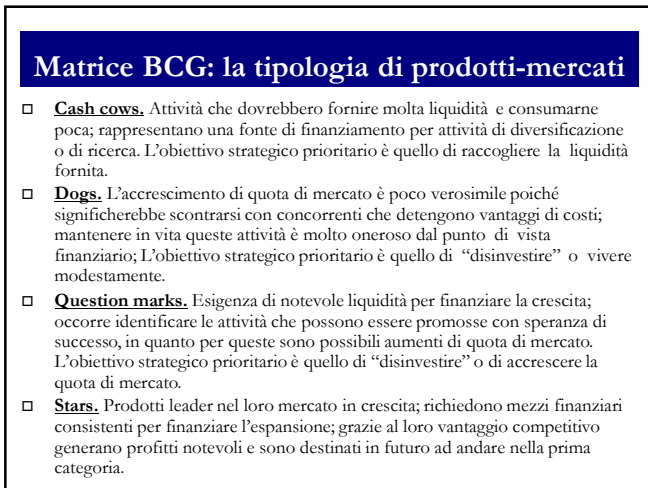 Matrice BCG: la tipologia di prodotti-mercati
Cash cows. Attività che dovrebbero fornire molta liquidità e consumarne
poca; rappresentano una fonte di finanziamento per attività di diversificazione
o di ricerca. L’obiettivo strategico prioritario è quello di raccogliere la liquidità
fornita.
Dogs. L’accrescimento di quota di mercato è poco verosimile poiché
significherebbe scontrarsi con concorrenti che detengono vantaggi di costi;
mantenere in vita queste attività è molto oneroso dal punto di vista
finanziario; L’obiettivo strategico prioritario è quello di “disinvestire” o vivere
modestamente.
Question marks. Esigenza di notevole liquidità per finanziare la crescita;
occorre identificare le attività che possono essere promosse con speranza di
successo, in quanto per queste sono possibili aumenti di quota di mercato.
L’obiettivo strategico prioritario è quello di “disinvestire” o di accrescere la
quota di mercato.
Stars. Prodotti leader nel loro mercato in crescita; richiedono mezzi finanziari
consistenti per finanziare l’espansione; grazie al loro vantaggio competitivo
generano profitti notevoli e sono destinati in futuro ad andare nella prima
categoria.